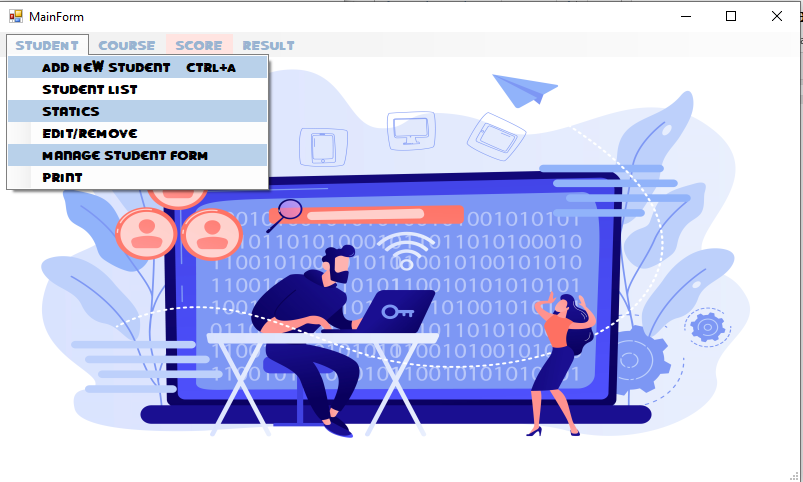 MainForm
STUDENT COURSE SCORE RESULT
ADD NEW STUDENT CTRL+A
STUDENT LIST
STATICS
EDIT/REMOVE
MANAGE STUDENT FORM
PRINT